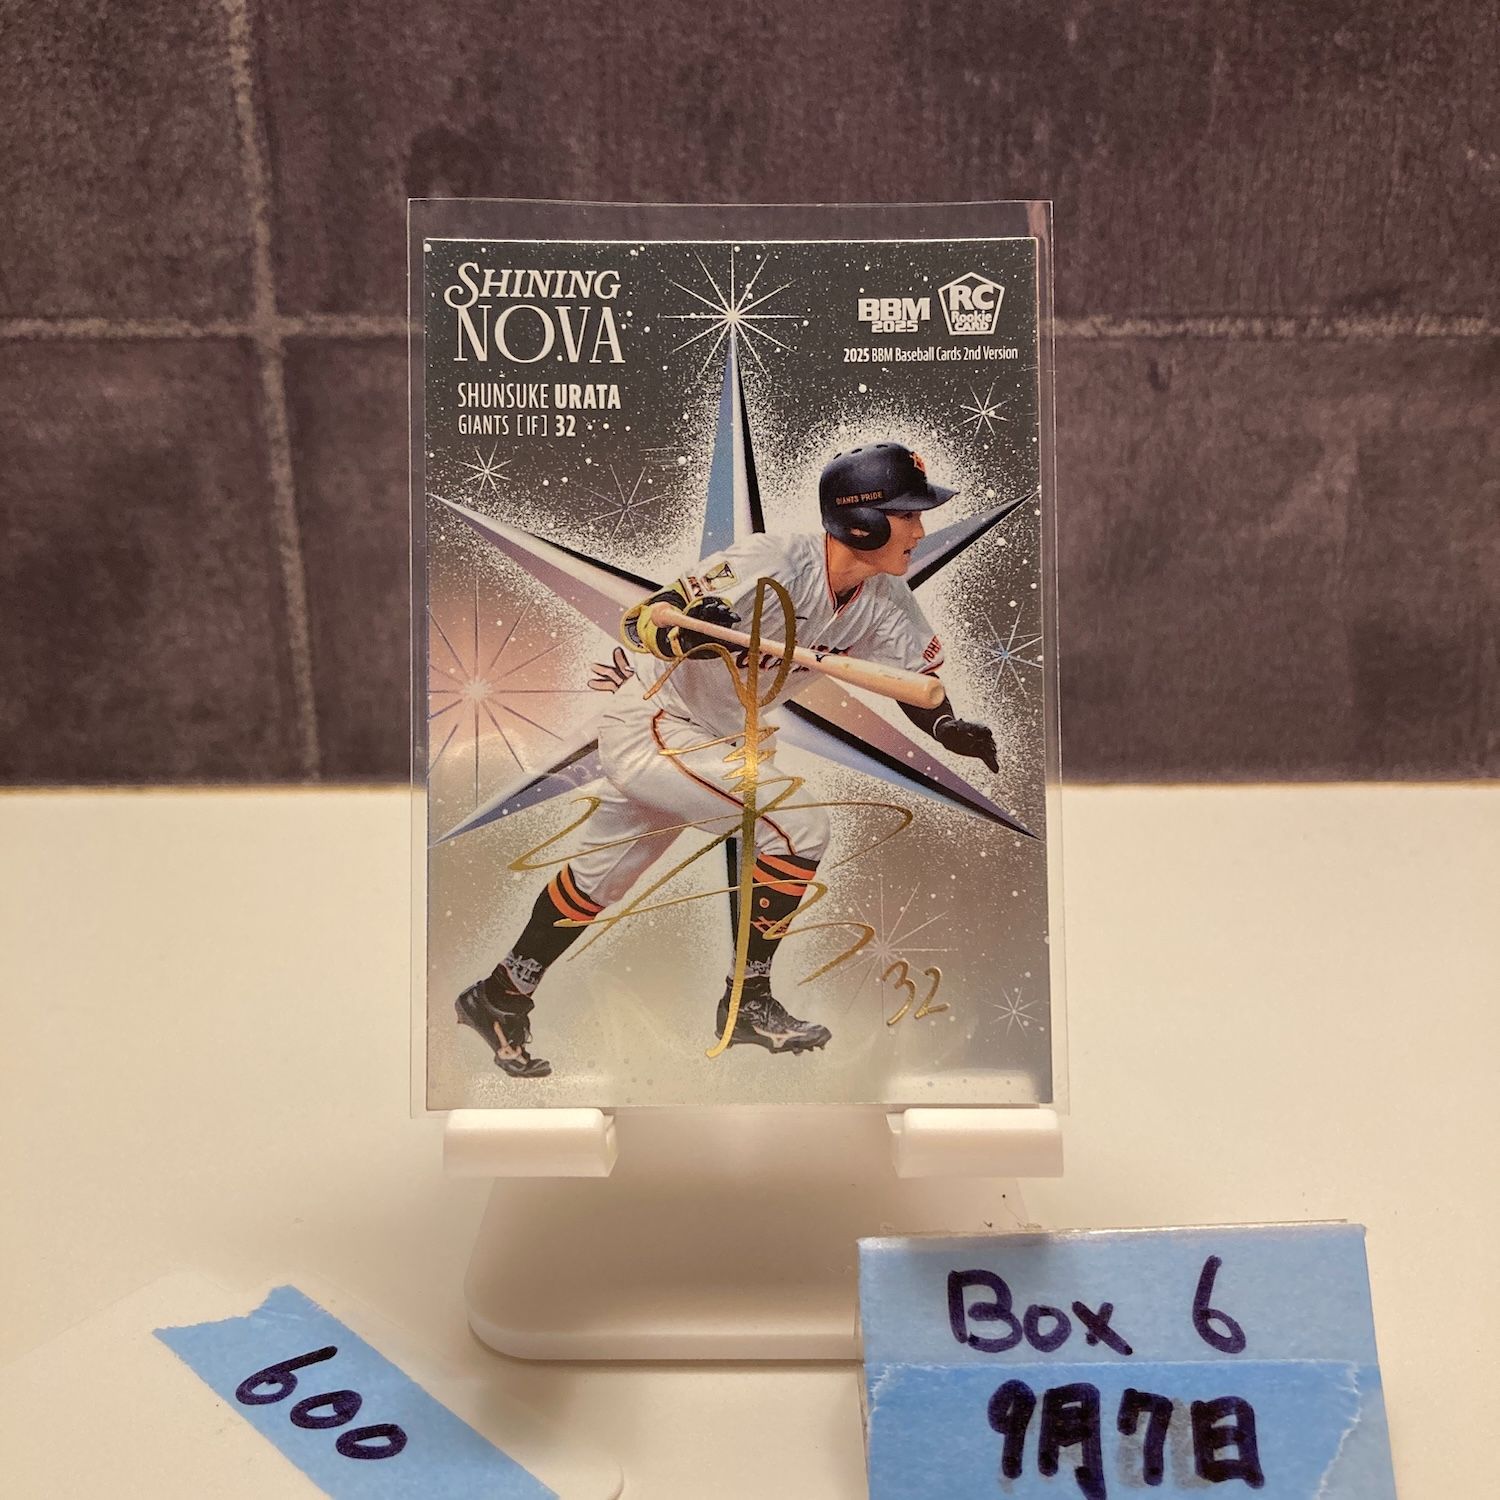 SHINING
NOVA
SHUNSUKE URATA
GIANTS [IF] 32
BBM
2025
RC
Rookie
CARD
2025 BBM Baseball Cards 2nd Version
GIANTS PRIDE
32
Box 6
9月7日
600